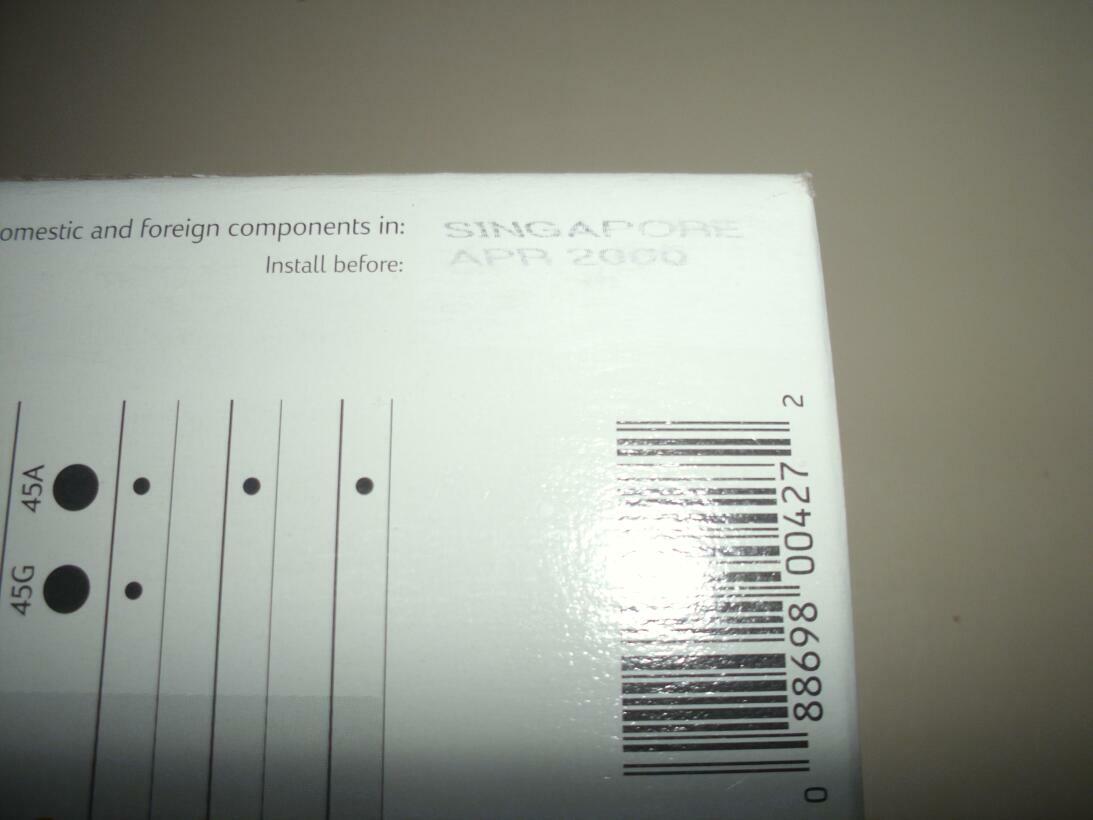 omestic and foreign components in: SINGAPORE
Install before: APR 2000
45A
45G
0 88698 00427 2